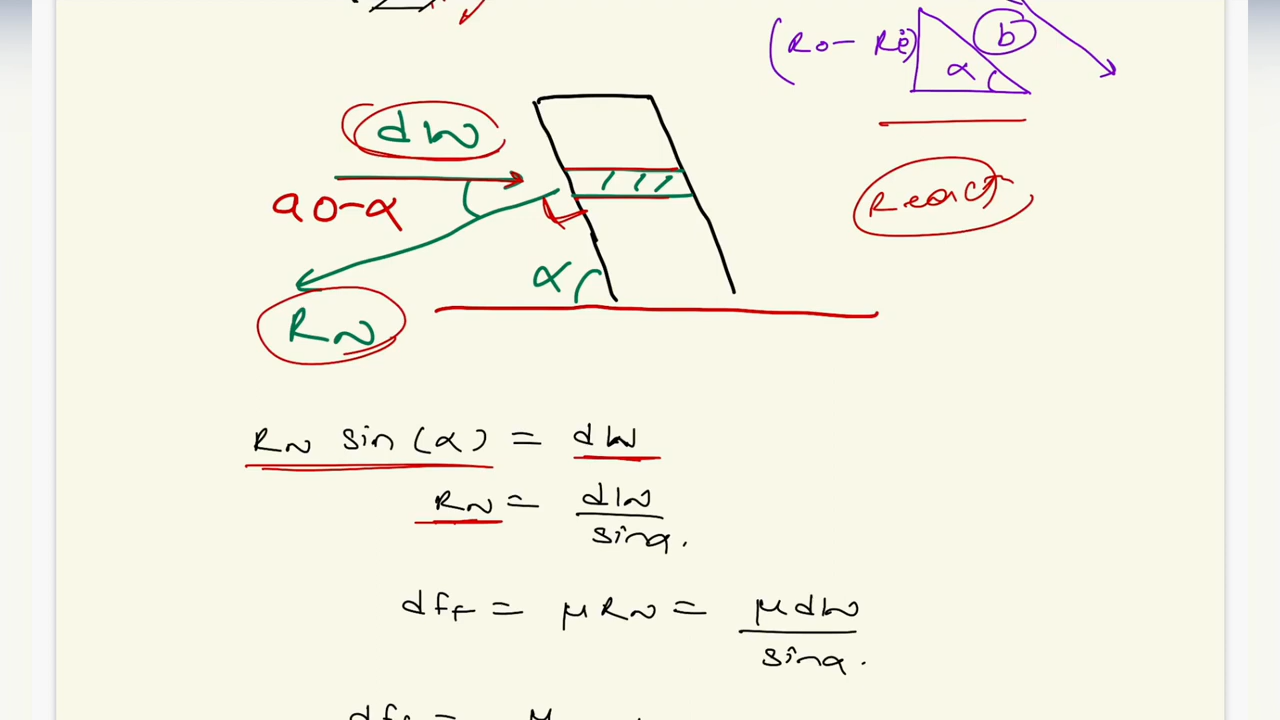 (Ro - Ri)
b
α
dW
90-α
React
α
RN
RN sin(α) = dW
RN = dW
sinα.
dfF = μRN = μdW
sinα.